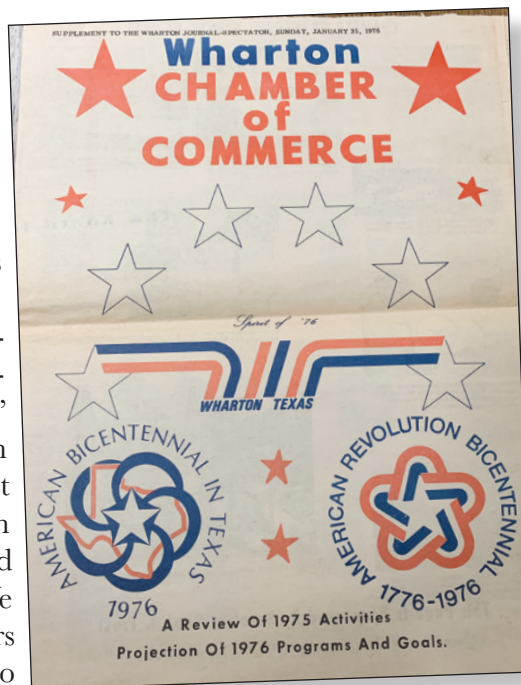 SUPPLEMENT TO THE WHARTON JOURNAL-SPECTATOR, SUNDAY, JANUARY 25, 1976
Wharton
CHAMBER
of
COMMERCE
Spirit of '76
WHARTON TEXAS
AMERICAN BICENTENNIAL IN TEXAS
1976
AMERICAN REVOLUTION BICENTENNIAL
1776-1976
A Review Of 1975 Activities
Projection Of 1976 Programs And Goals.